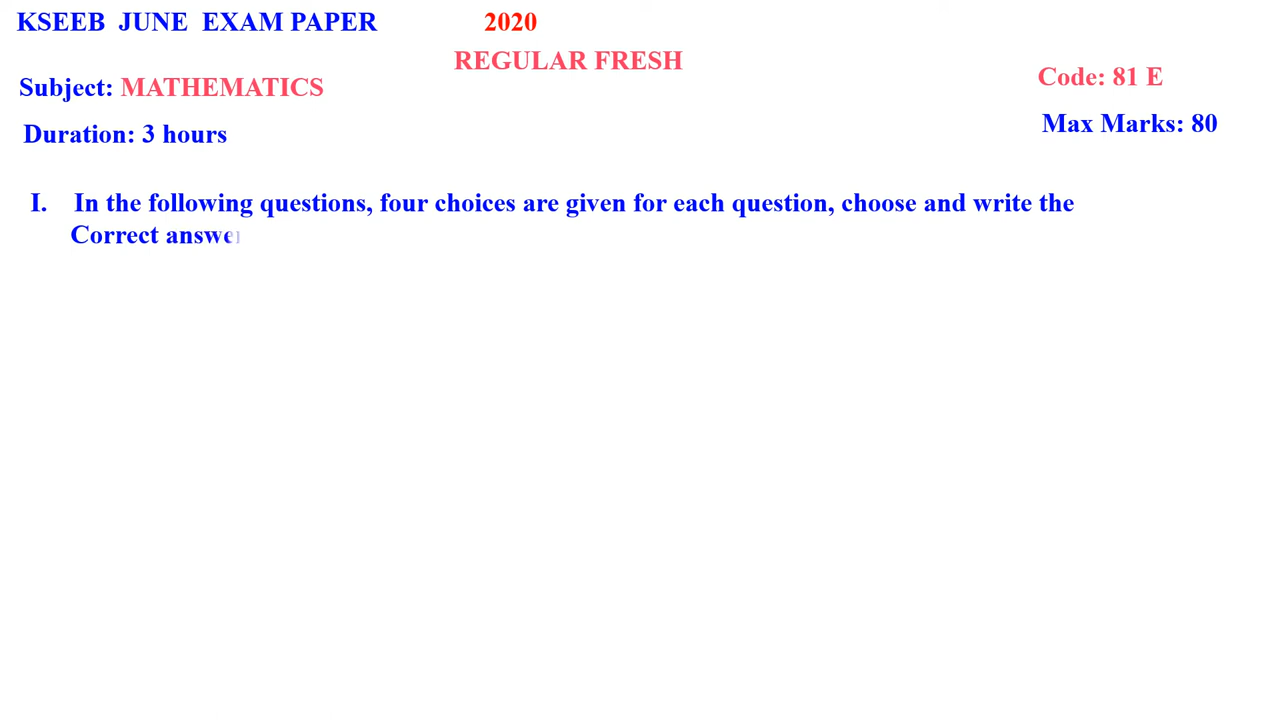 KSEEB JUNE EXAM PAPER 2020
REGULAR FRESH
Code: 81 E
Subject: MATHEMATICS
Max Marks: 80
Duration: 3 hours
I. In the following questions, four choices are given for each question, choose and write the
Correct answer